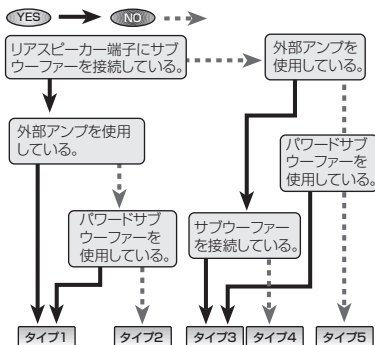 YES
NO
リアスピーカー端子にサブ
ウーファーを接続している。
外部アンプを
使用している。
外部アンプを使用
している。
パワードサブ
ウーファーを
使用している。
パワードサブ
ウーファーを
使用している。
サブウーファー
を接続している。
タイプ1
タイプ2
タイプ3
タイプ4
タイプ5